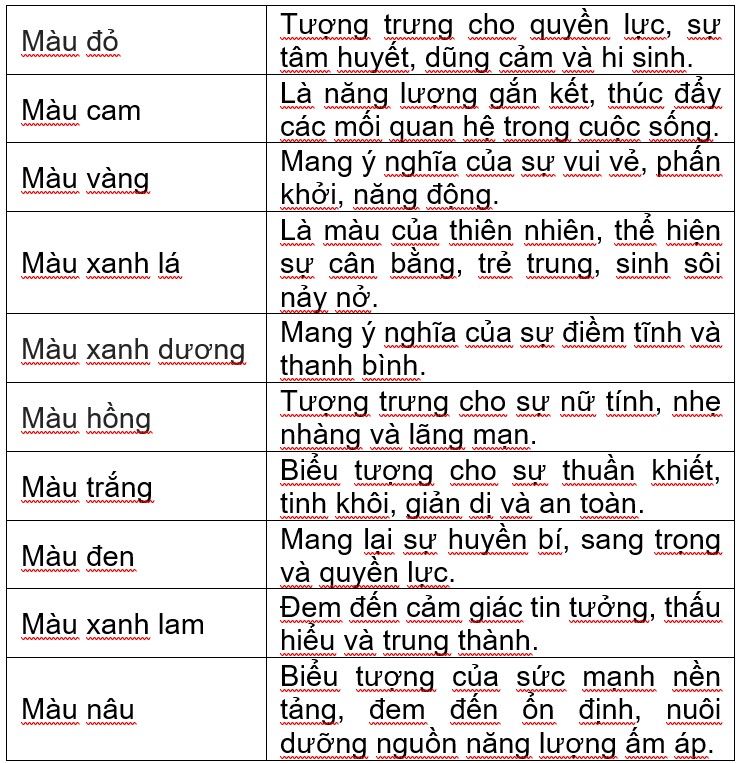 Màu đỏ
Tượng trưng cho quyền lực, sự
tâm huyết, dũng cảm và hi sinh.
Màu cam
Là năng lượng gắn kết, thúc đẩy
các mối quan hệ trong cuộc sống.
Màu vàng
Mang ý nghĩa của sự vui vẻ, phấn
khởi, năng động.
Màu xanh lá
Là màu của thiên nhiên, thể hiện
sự cân bằng, trẻ trung, sinh sôi
nảy nở.
Màu xanh dương
Mang ý nghĩa của sự điềm tĩnh và
thanh bình.
Màu hồng
Tượng trưng cho sự nữ tính, nhẹ
nhàng và lãng mạn.
Màu trắng
Biểu tượng cho sự thuần khiết,
tinh khôi, giản dị và an toàn.
Màu đen
Mang lại sự huyền bí, sang trọng
và quyền lực.
Màu xanh lam
Đem đến cảm giác tin tưởng, thấu
hiểu và trung thành.
Màu nâu
Biểu tượng của sức mạnh nền
tảng, đem đến ổn định, nuôi
dưỡng nguồn năng lượng ấm áp.